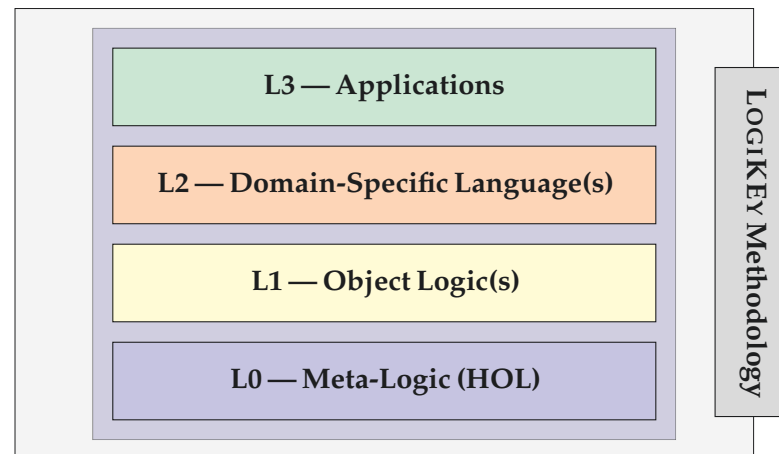 L3 — Applications
L2 — Domain-Specific Language(s)
L1 — Object Logic(s)
L0 — Meta-Logic (HOL)
LOGIKEY Methodology